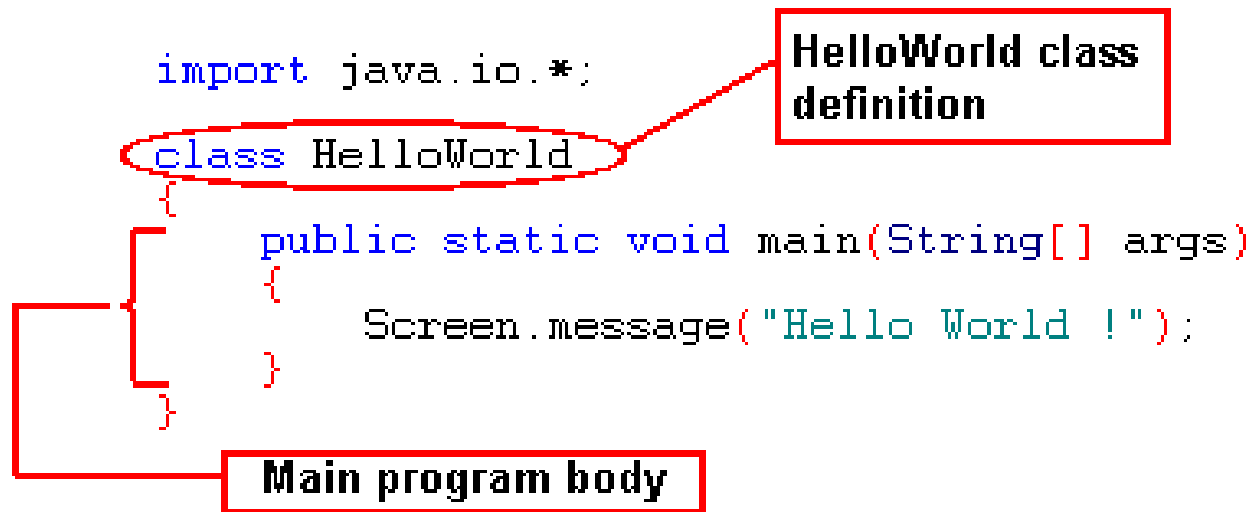 HelloWorld class
definition
import java.io.*;
class HelloWorld
{
public static void main(String[] args)
{
Screen.message("Hello World !");
}
}
Main program body